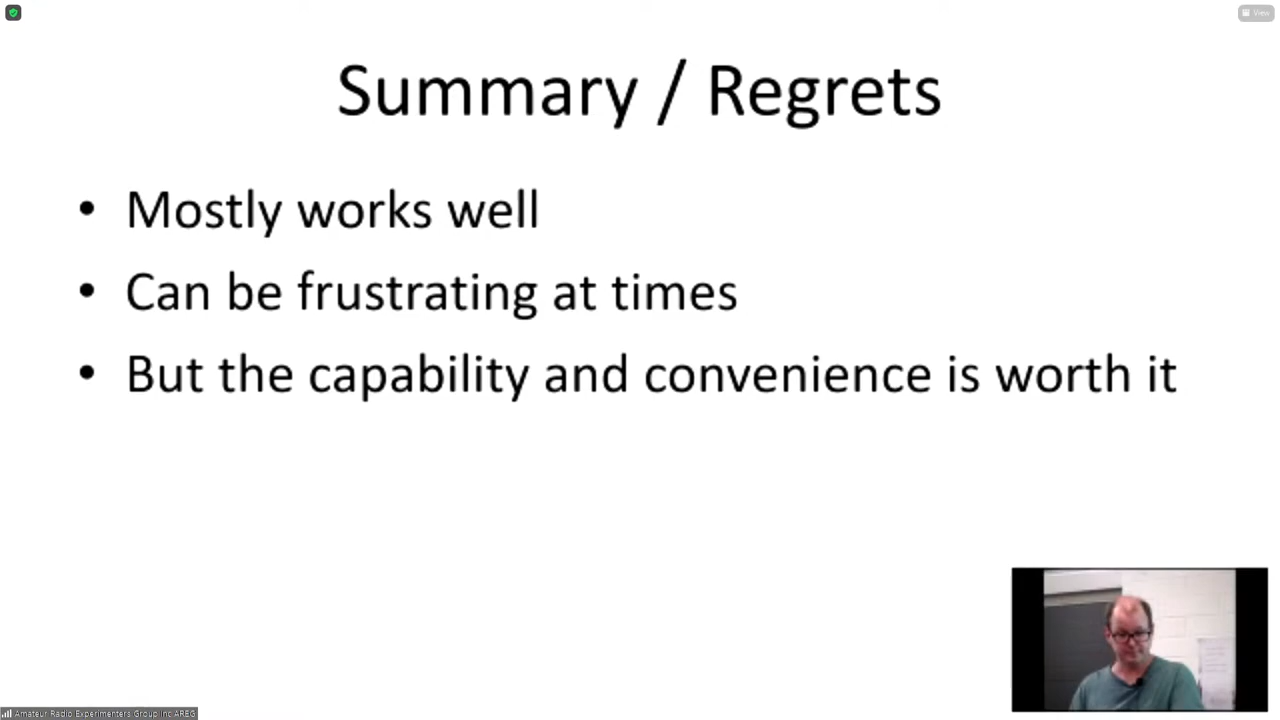 View
Summary / Regrets
• Mostly works well
• Can be frustrating at times
• But the capability and convenience is worth it
Amateur Radio Experimenters Group Inc AREG